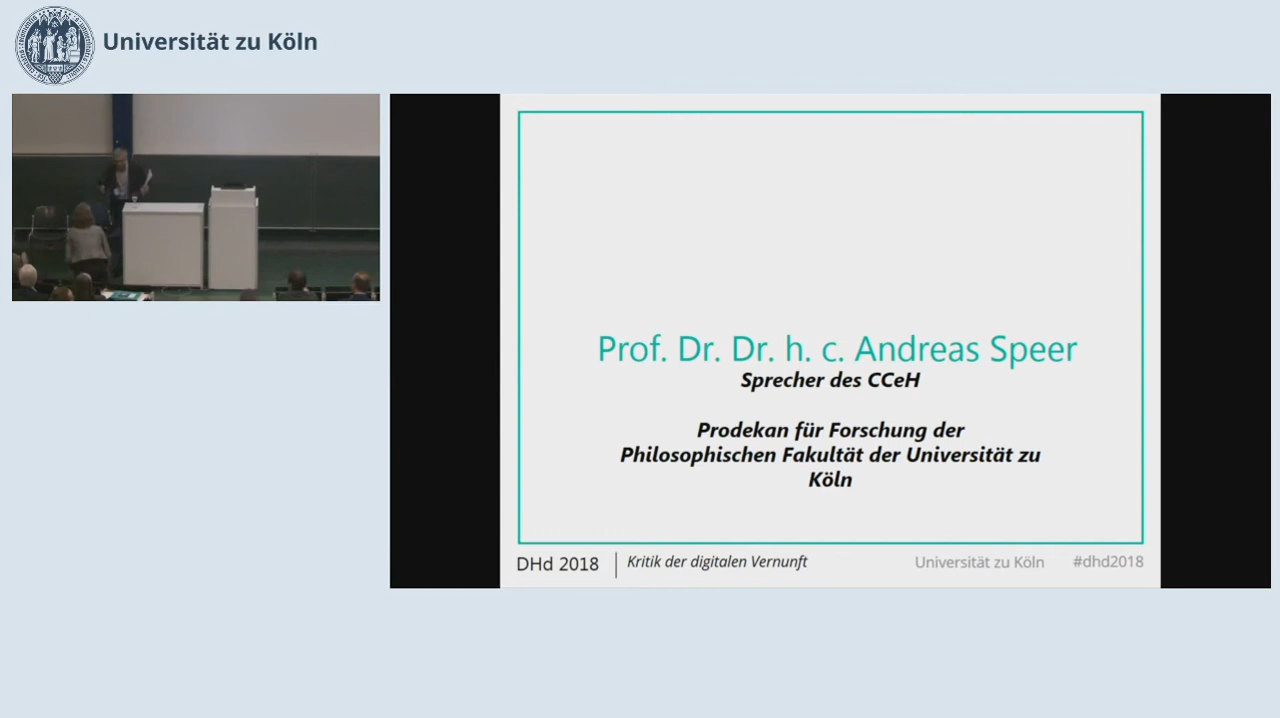 Universität zu Köln
Prof. Dr. Dr. h. c. Andreas Speer
Sprecher des CCeH
Prodekan für Forschung der
Philosophischen Fakultät der Universität zu
Köln
DHd 2018
Kritik der digitalen Vernunft
Universität zu Köln
#dhd2018